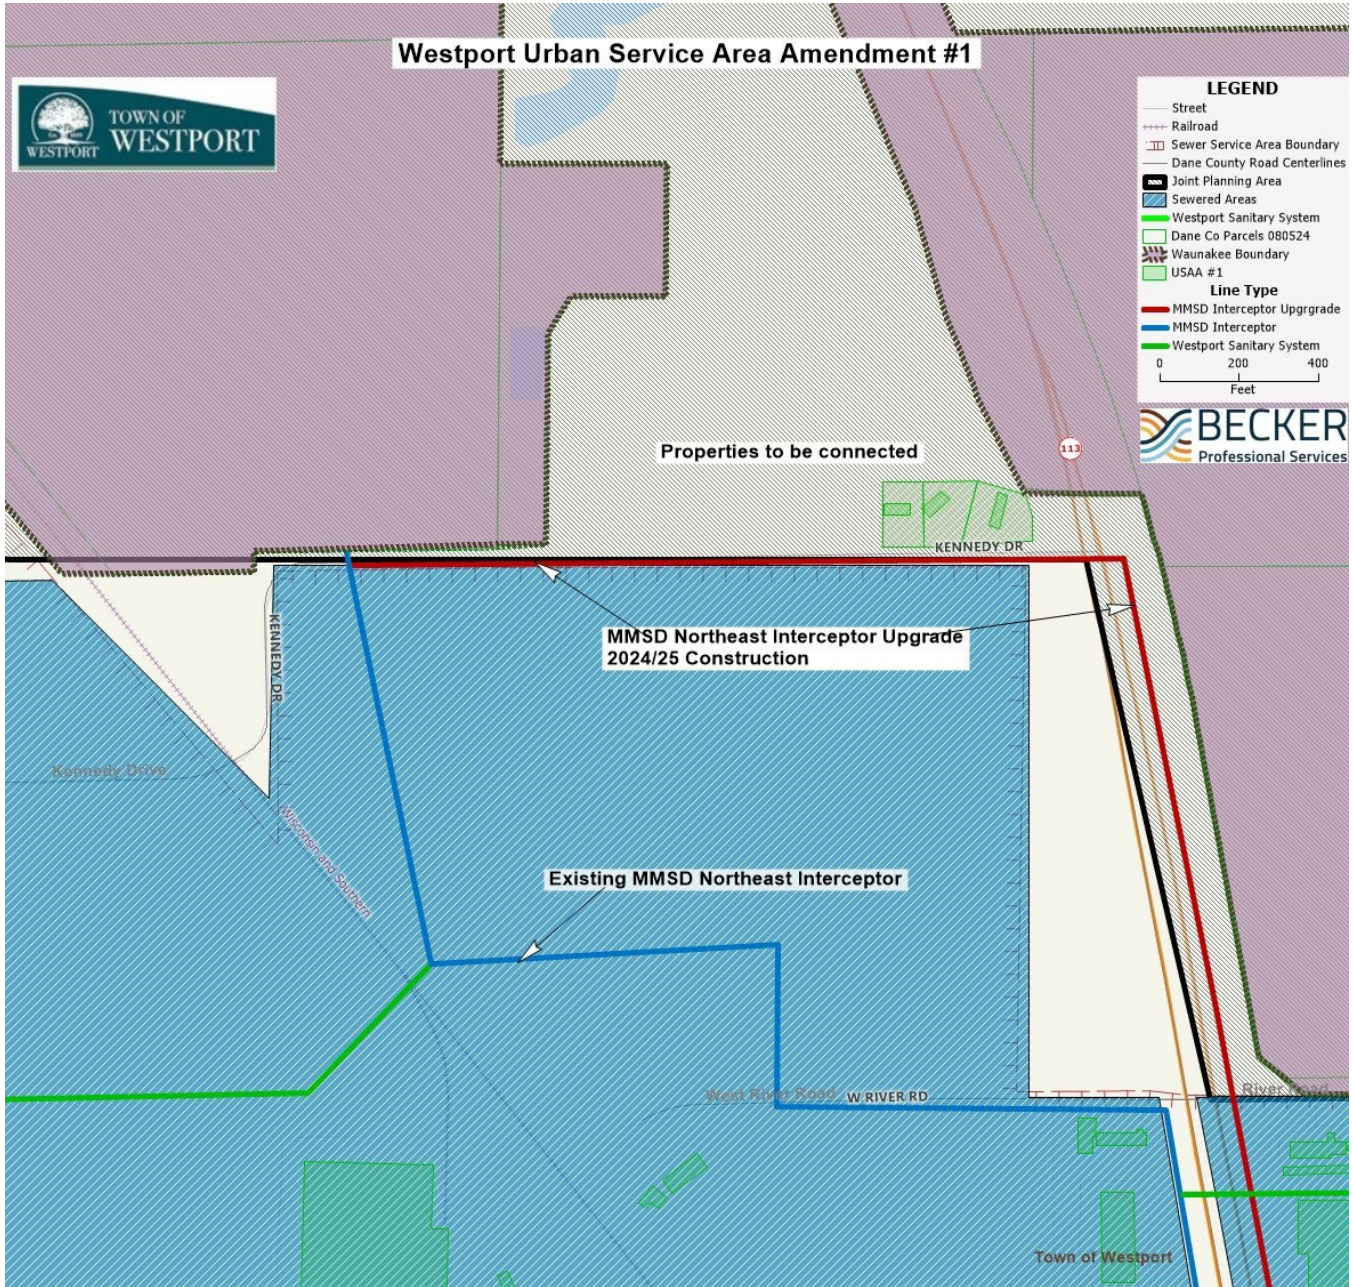 Westport Urban Service Area Amendment #1
TOWN OF
WESTPORT
WESTPORT
LEGEND
Street
Railroad
Sewer Service Area Boundary
Dane County Road Centerlines
Joint Planning Area
Sewered Areas
Westport Sanitary System
Dane Co Parcels 080524
Waunakee Boundary
USAA #1
Line Type
MMSD Interceptor Upgrgrade
MMSD Interceptor
Westport Sanitary System
0 200 400
Feet
BECKER
Professional Services
Properties to be connected
113
KENNEDY DR
MMSD Northeast Interceptor Upgrade
2024/25 Construction
KENNEDY DR
Kennedy Drive
Wisconsin and Southern
Existing MMSD Northeast Interceptor
West River Road
W RIVER RD
River Road
Town of Westport